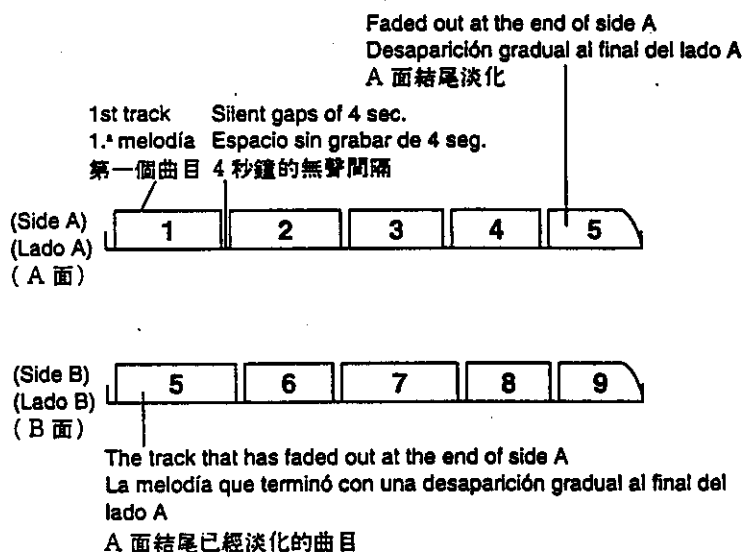 Faded out at the end of side A
Desaparición gradual al final del lado A
A 面結尾淡化
1st track Silent gaps of 4 sec.
1.ª melodía Espacio sin grabar de 4 seg.
第一個曲目 4 秒鐘的無聲間隔
(Side A)
(Lado A)
( A 面)
1 2 3 4 5
(Side B)
(Lado B)
( B 面)
5 6 7 8 9
The track that has faded out at the end of side A
La melodía que terminó con una desaparición gradual al final del
lado A
A 面結尾已經淡化的曲目